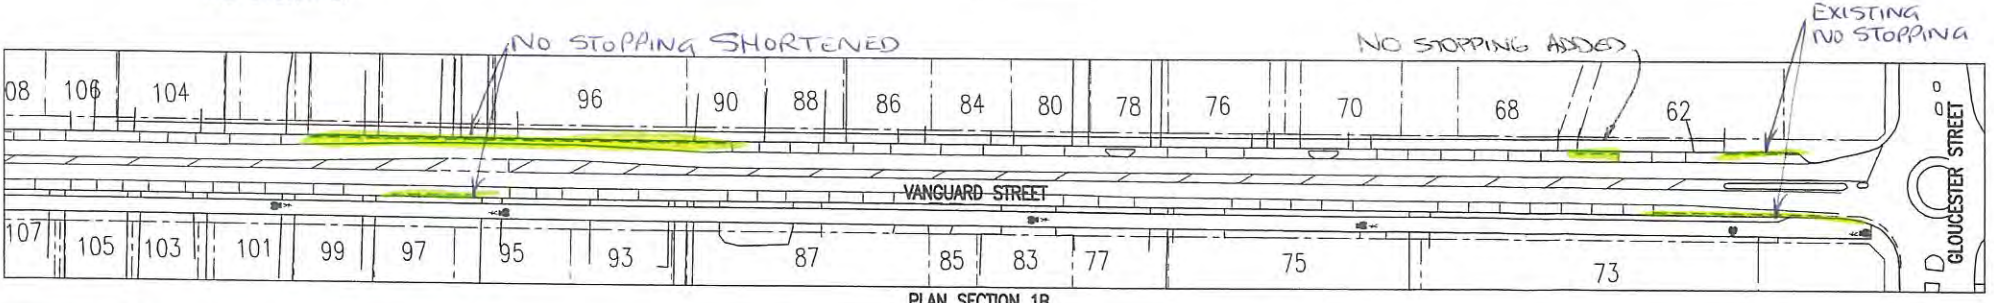 EXISTING
NO STOPPING
NO STOPPING SHORTENED
NO STOPPING ADDED
08 106 104 96 90 88 86 84 80 78 76 70 68 62
GLOUCESTER STREET
VANGUARD STREET
107 105 103 101 99 97 95 93 87 85 83 77 75 73
PLAN SECTION 1B